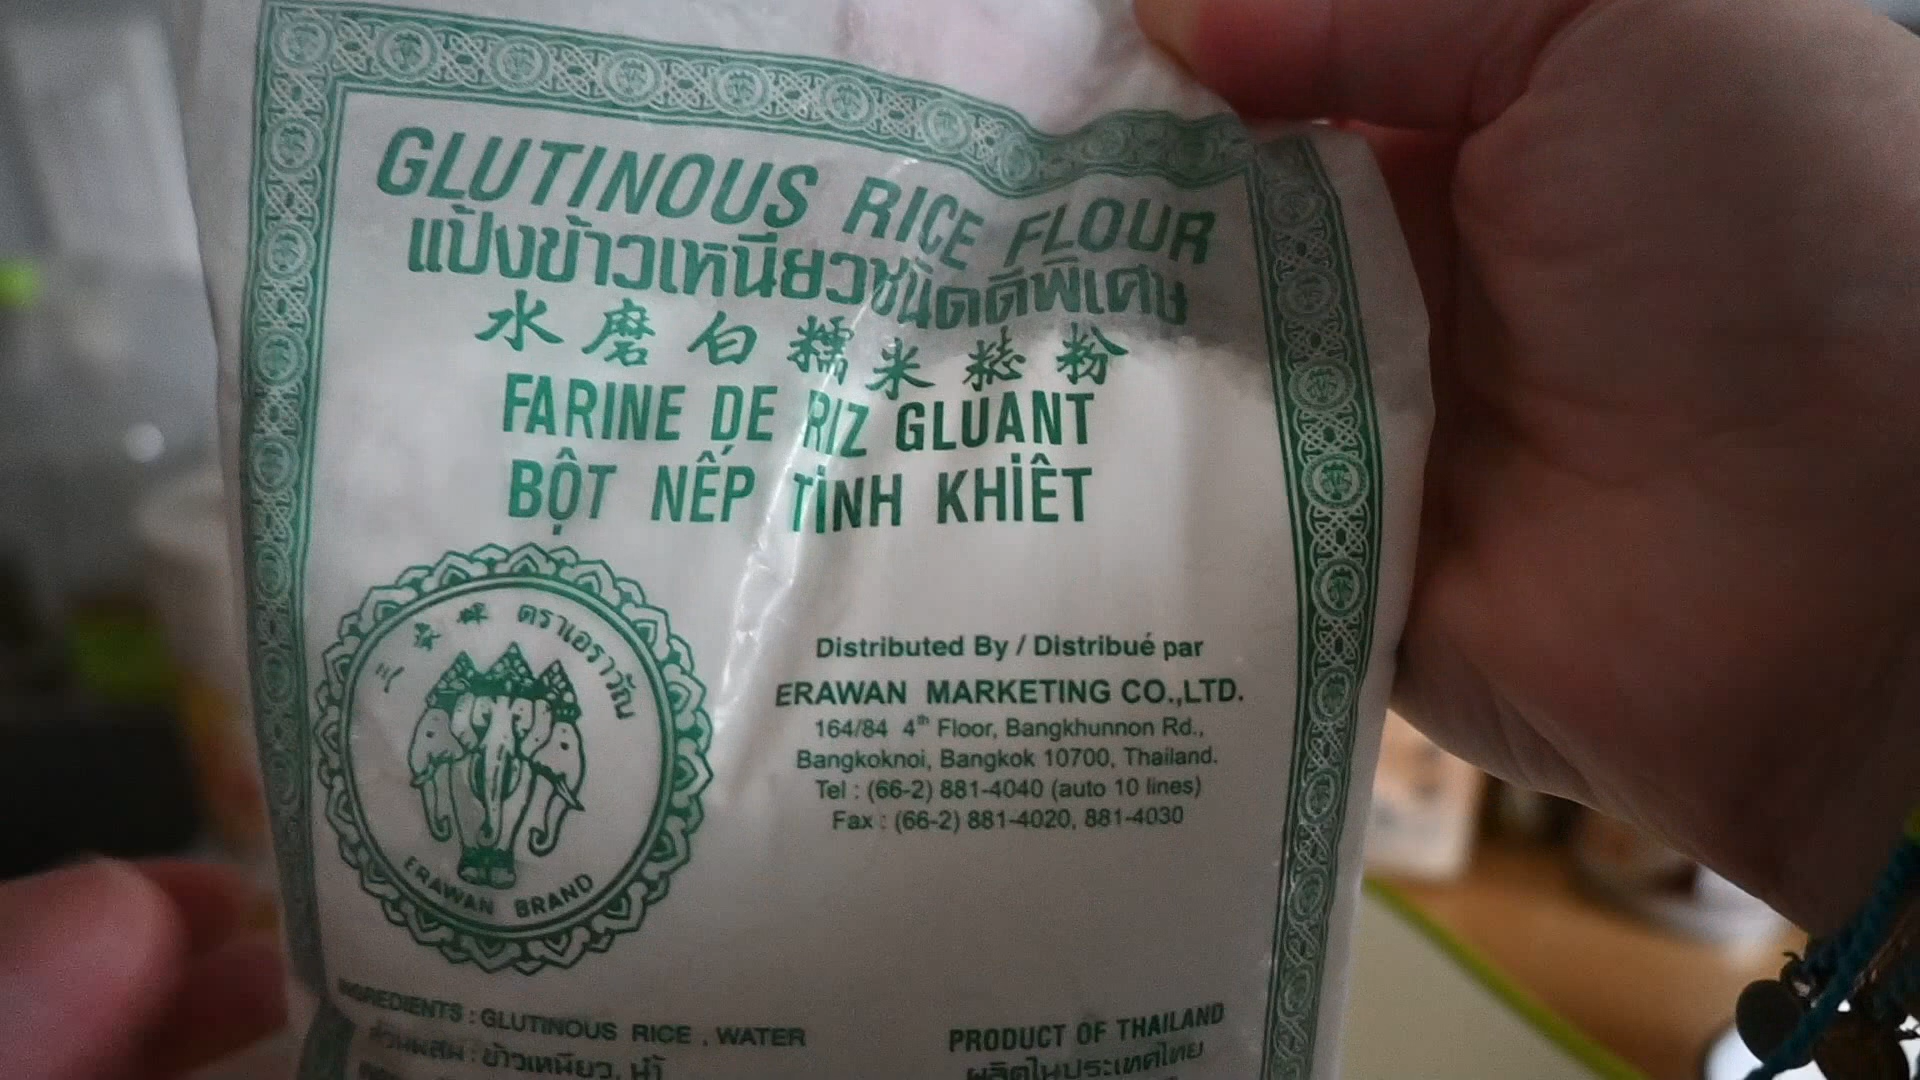 GLUTINOUS RICE FLOUR
แป้งข้าวเหนียวชนิดดีพิเศษ
水磨白糯米粉
FARINE DE RIZ GLUANT
BỘT NẾP TINH KHIÊT
ตราเอราวัณ
ERAWAN BRAND
Distributed By / Distribué par
ERAWAN MARKETING CO.,LTD.
164/84 4th Floor, Bangkhunnon Rd.,
Bangkoknoi, Bangkok 10700, Thailand.
Tel : (66-2) 881-4040 (auto 10 lines)
Fax : (66-2) 881-4020, 881-4030
INGREDIENTS : GLUTINOUS RICE . WATER
ส่วนผสม : ข้าวเหนียว, น้ำ
PRODUCT OF THAILAND
ผลิตในประเทศไทย